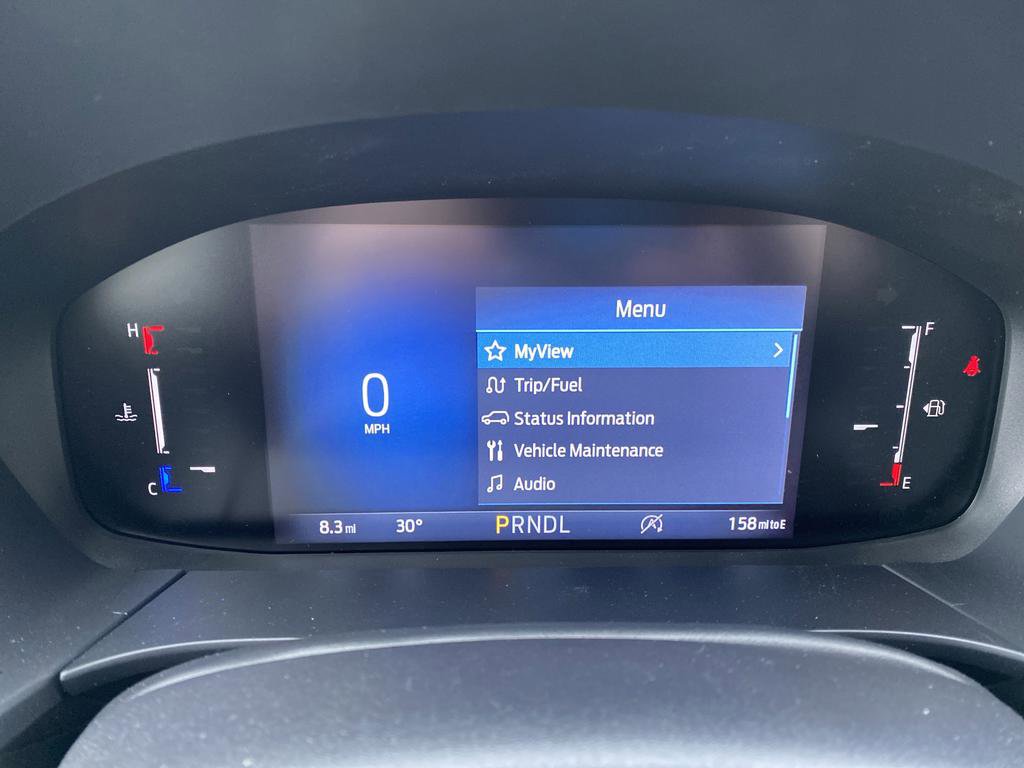 Menu
MyView
Trip/Fuel
Status Information
Vehicle Maintenance
Audio
0
MPH
H
C
F
E
8.3 mi
30°
PRNDL
A
158 mi to E